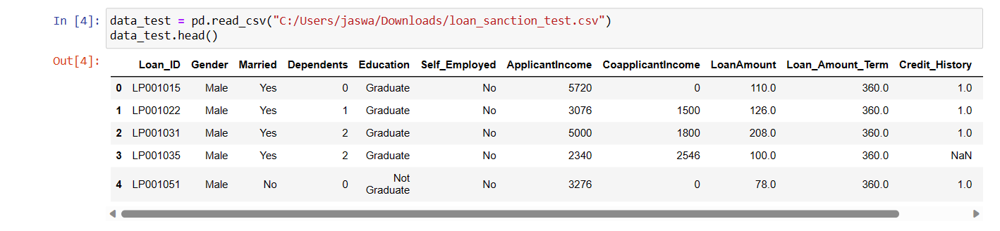 In [4]: data_test = pd.read_csv("C:/Users/jaswa/Downloads/loan_sanction_test.csv")
data_test.head()
Out[4]:
Loan_ID Gender Married Dependents Education Self_Employed ApplicantIncome CoapplicantIncome LoanAmount Loan_Amount_Term Credit_History
0 LP001015 Male Yes 0 Graduate No 5720 0 110.0 360.0 1.0
1 LP001022 Male Yes 1 Graduate No 3076 1500 126.0 360.0 1.0
2 LP001031 Male Yes 2 Graduate No 5000 1800 208.0 360.0 1.0
3 LP001035 Male Yes 2 Graduate No 2340 2546 100.0 360.0 NaN
4 LP001051 Male No 0 Not Graduate No 3276 0 78.0 360.0 1.0